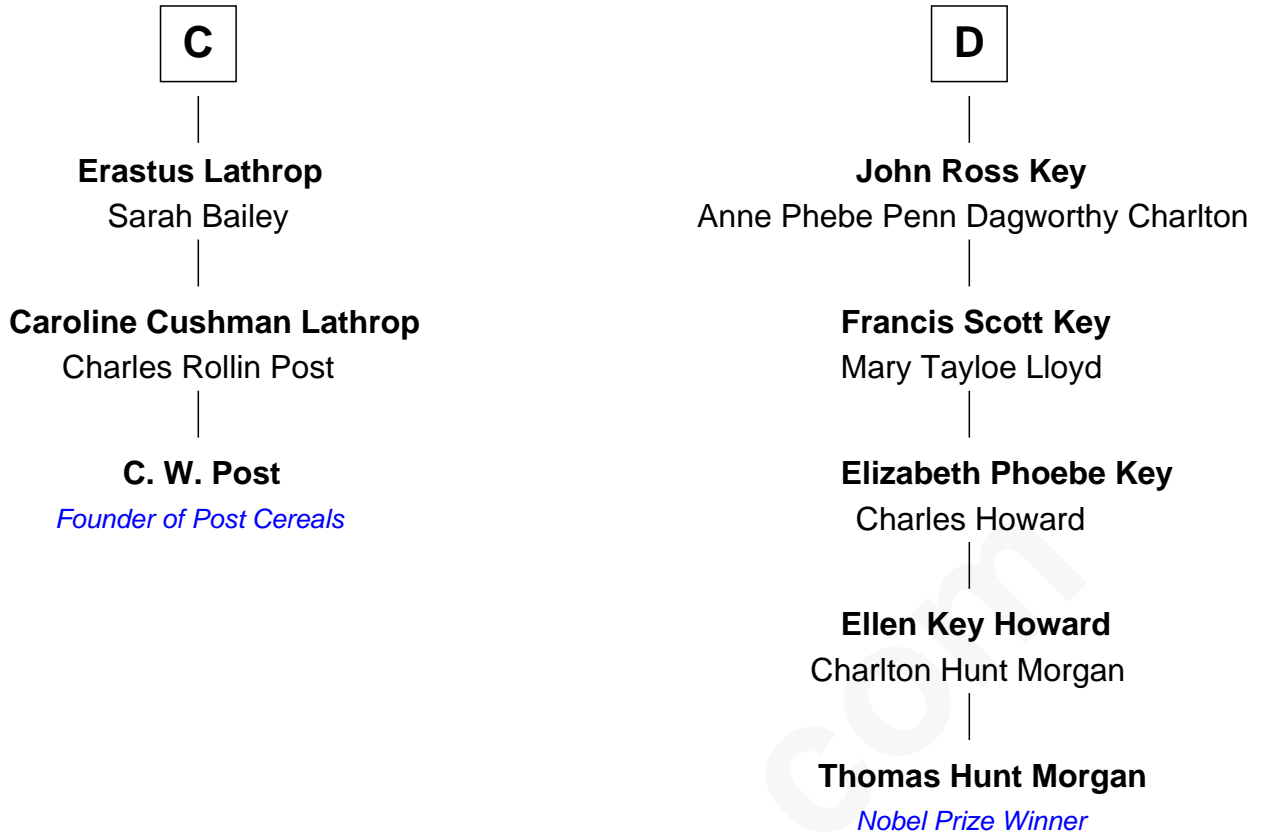 C
Erastus Lathrop
Sarah Bailey
Caroline Cushman Lathrop
Charles Rollin Post
C. W. Post
Founder of Post Cereals
D
John Ross Key
Anne Phebe Penn Dagworthy Charlton
Francis Scott Key
Mary Tayloe Lloyd
Elizabeth Phoebe Key
Charles Howard
Ellen Key Howard
Charlton Hunt Morgan
Thomas Hunt Morgan
Nobel Prize Winner
com